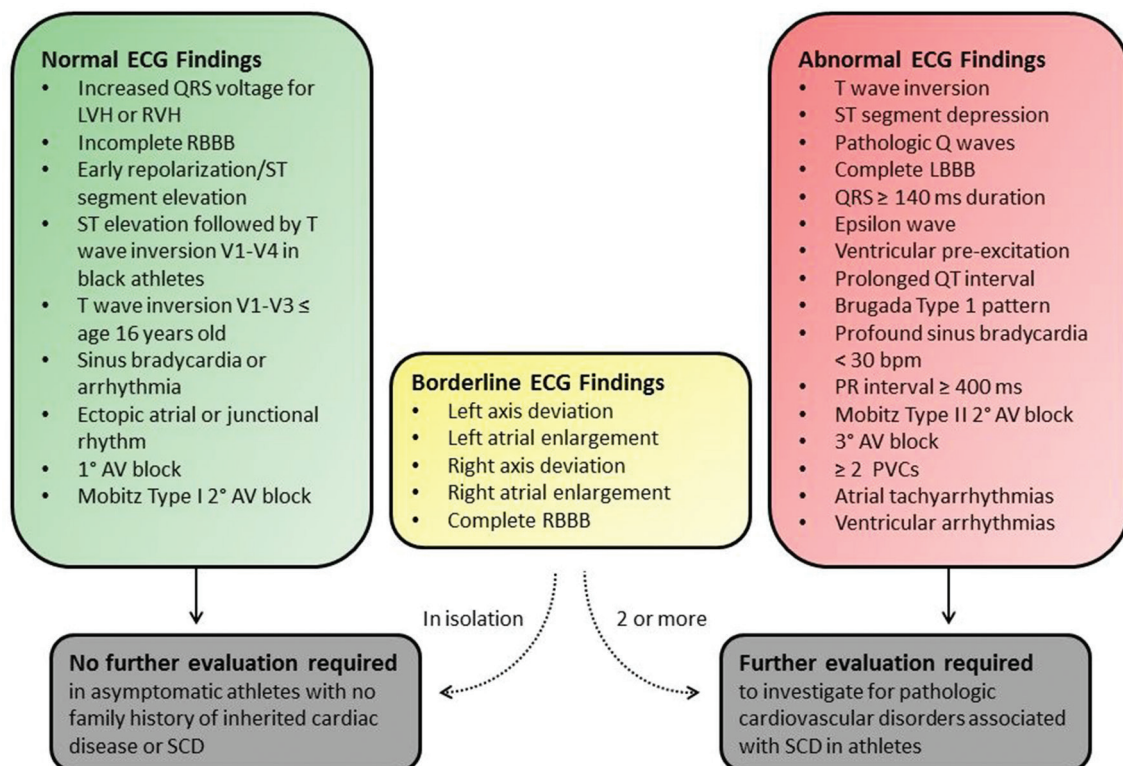 Normal ECG Findings
• Increased QRS voltage for
LVH or RVH
• Incomplete RBBB
• Early repolarization/ST
segment elevation
• ST elevation followed by T
wave inversion V1-V4 in
black athletes
• T wave inversion V1-V3 ≤
age 16 years old
• Sinus bradycardia or
arrhythmia
• Ectopic atrial or junctional
rhythm
• 1° AV block
• Mobitz Type I 2° AV block
Borderline ECG Findings
• Left axis deviation
• Left atrial enlargement
• Right axis deviation
• Right atrial enlargement
• Complete RBBB
Abnormal ECG Findings
• T wave inversion
• ST segment depression
• Pathologic Q waves
• Complete LBBB
• QRS ≥ 140 ms duration
• Epsilon wave
• Ventricular pre-excitation
• Prolonged QT interval
• Brugada Type 1 pattern
• Profound sinus bradycardia
< 30 bpm
• PR interval ≥ 400 ms
• Mobitz Type II 2° AV block
• 3° AV block
• ≥ 2 PVCs
• Atrial tachyarrhythmias
• Ventricular arrhythmias
In isolation
2 or more
No further evaluation required
in asymptomatic athletes with no
family history of inherited cardiac
disease or SCD
Further evaluation required
to investigate for pathologic
cardiovascular disorders associated
with SCD in athletes